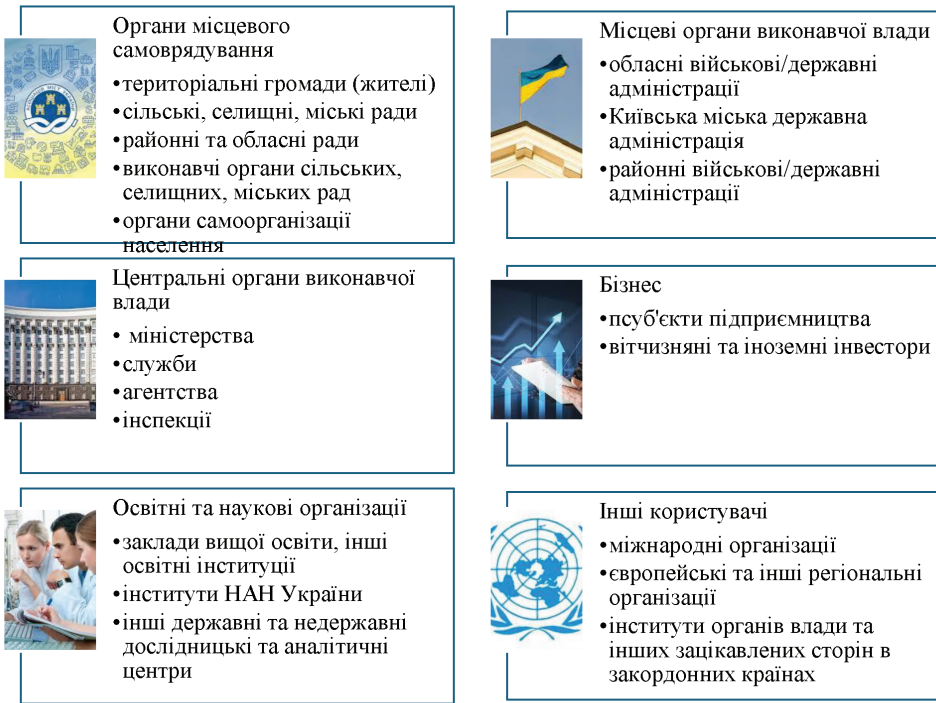 Органи місцевого
самоврядування
•територіальні громади (жителі)
•сільські, селищні, міські ради
•районні та обласні ради
•виконавчі органи сільських,
селищних, міських рад
•органи самоорганізації
населення
Місцеві органи виконавчої влади
•обласні військові/державні
адміністрації
•Київська міська державна
адміністрація
•районні військові/державні
адміністрації
Центральні органи виконавчої
влади
• міністерства
•служби
•агентства
•інспекції
Бізнес
•псуб'єкти підприємництва
•вітчизняні та іноземні інвестори
Освітні та наукові організації
•заклади вищої освіти, інші
освітні інституції
•інститути НАН України
•інші державні та недержавні
дослідницькі та аналітичні
центри
Інші користувачі
•міжнародні організації
•європейські та інші регіональні
організації
•інститути органів влади та
інших зацікавлених сторін в
закордонних країнах